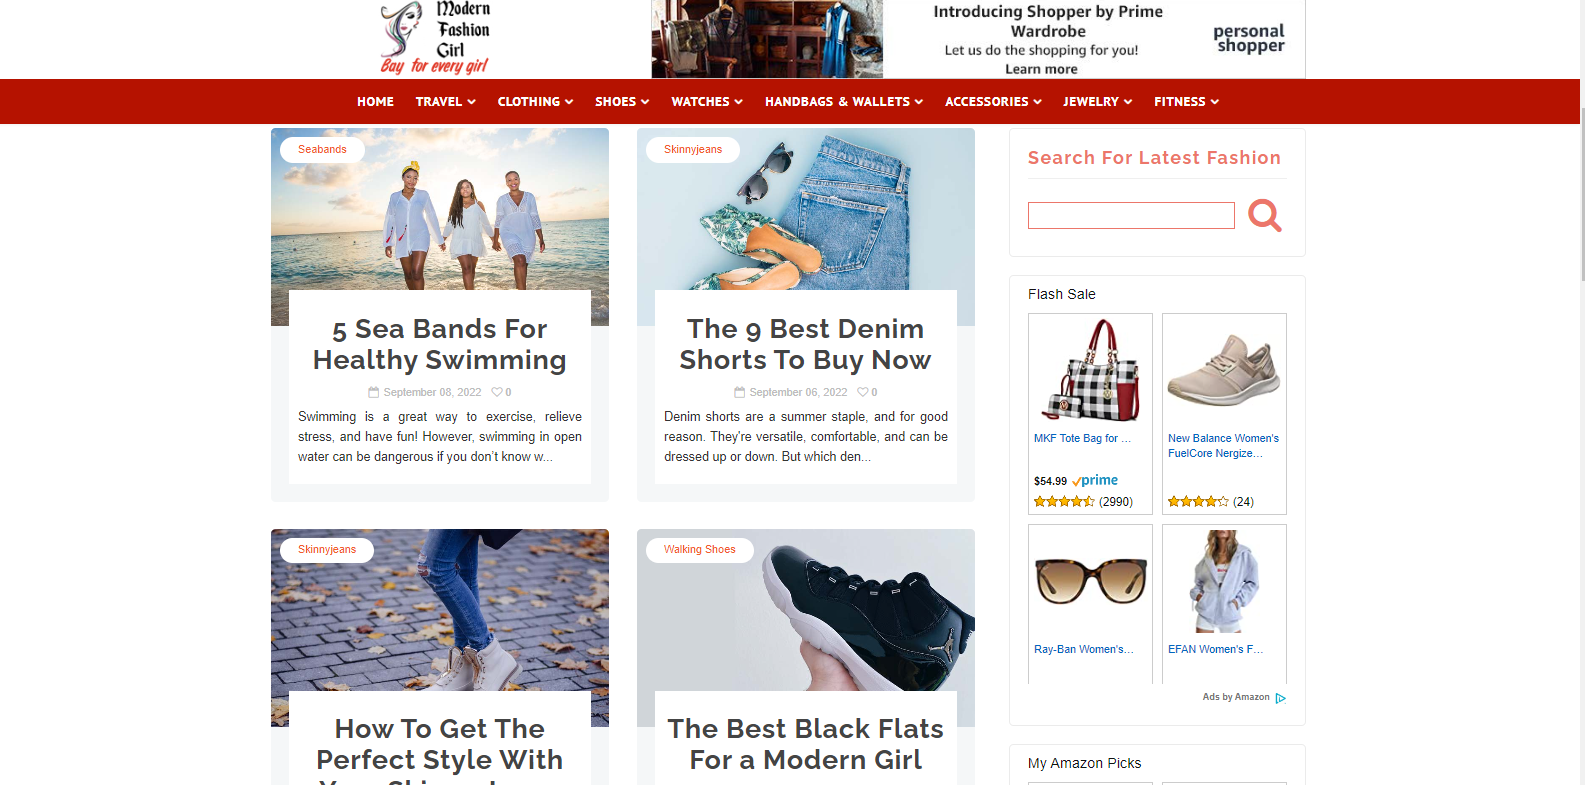 Modern
Fashion
Girl
Bay for every girl
Introducing Shopper by Prime
Wardrobe
Let us do the shopping for you!
Learn more
personal
shopper
HOME TRAVEL CLOTHING SHOES WATCHES HANDBAGS & WALLETS ACCESSORIES JEWELRY FITNESS
Seabands
5 Sea Bands For
Healthy Swimming
September 08, 2022 0
Swimming is a great way to exercise, relieve
stress, and have fun! However, swimming in open
water can be dangerous if you don't know w...
Skinnyjeans
The 9 Best Denim
Shorts To Buy Now
September 06, 2022 0
Denim shorts are a summer staple, and for good
reason. They're versatile, comfortable, and can be
dressed up or down. But which den...
Skinnyjeans
How To Get The
Perfect Style With
Walking Shoes
The Best Black Flats
For a Modern Girl
Search For Latest Fashion
Flash Sale
MKF Tote Bag for ...
$54.99 prime
(2990)
New Balance Women's
FuelCore Nergize...
(24)
Ray-Ban Women's...
EFAN Women's F...
Ads by Amazon
My Amazon Picks